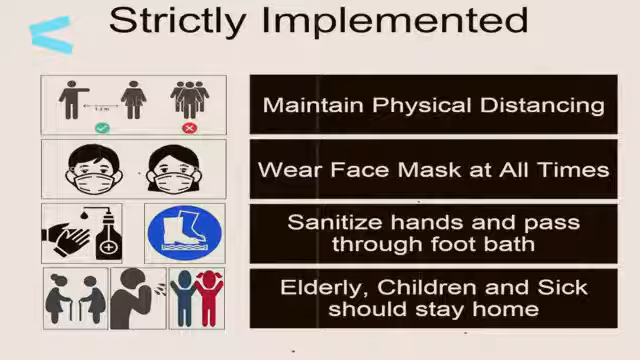 Strictly Implemented
Maintain Physical Distancing
Wear Face Mask at All Times
Sanitize hands and pass
through foot bath
Elderly, Children and Sick
should stay home